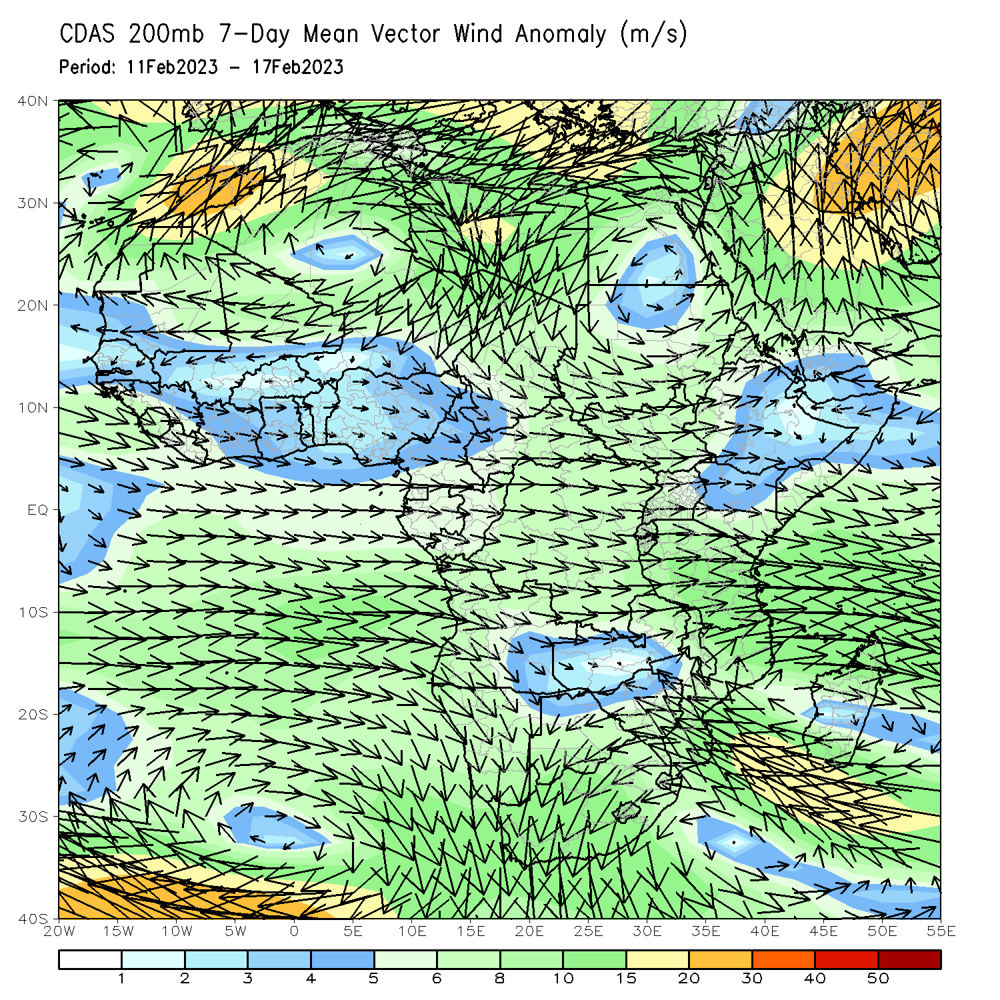 CDAS 200mb 7-Day Mean Vector Wind Anomaly (m/s)
Period: 11Feb2023 - 17Feb2023
40N
30N
20N
10N
EQ
10S
20S
30S
40S
20W 15W 10W 5W 0 5E 10E 15E 20E 25E 30E 35E 40E 45E 50E 55E
1 2 3 4 5 6 8 10 15 20 30 40 50